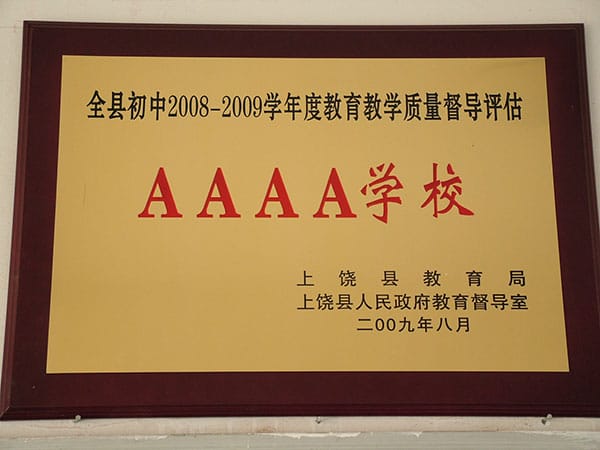 全县初中2008-2009学年度教育教学质量督导评估
AAAA学校
上饶县教育局
上饶县人民政府教育督导室
二00九年八月